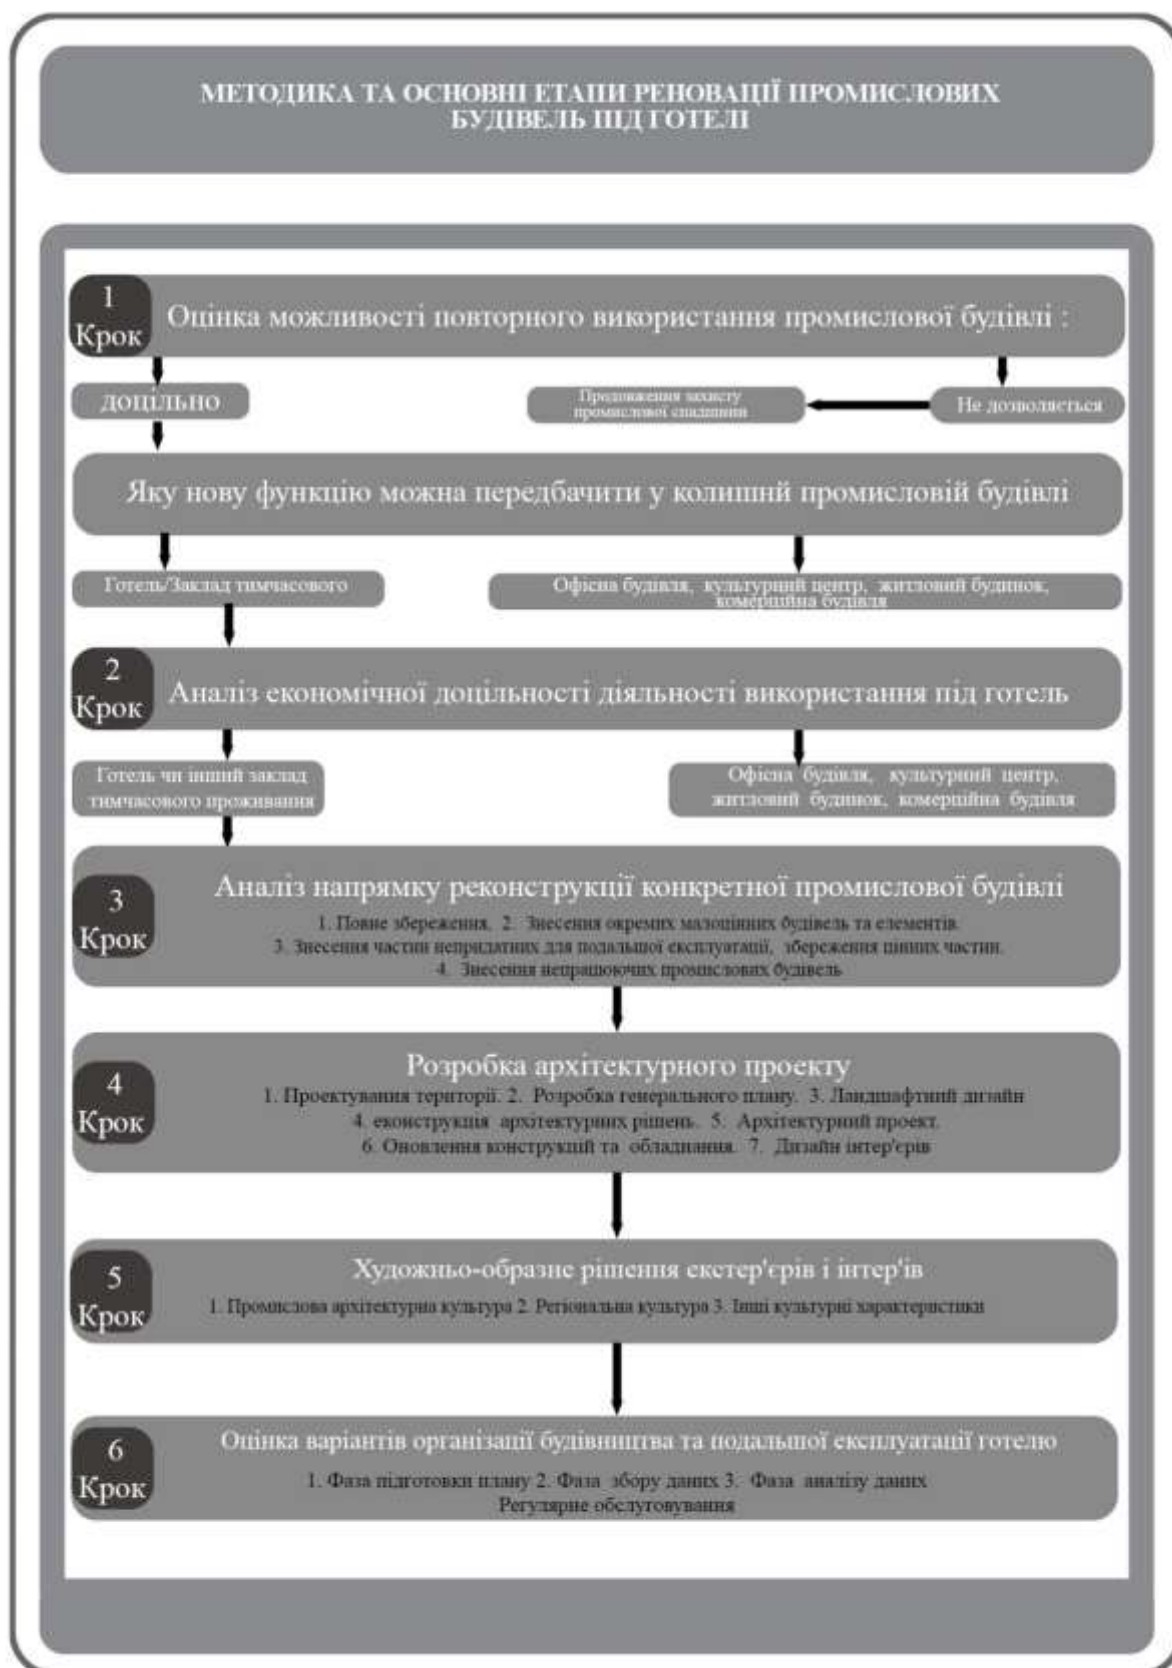 МЕТОДИКА ТА ОСНОВНІ ЕТАПИ РЕНОВАЦІЇ ПРОМИСЛОВИХ
БУДІВЕЛЬ ПІД ГОТЕЛІ
1
Крок
Оцінка можливості повторного використання промислової будівлі :
ДОЦІЛЬНО
Продовження захисту
промислової спадщини
Не дозволяється
Яку нову функцію можна передбачити у колишнй промисловій будівлі
Готель/Заклад тимчасового
Офісна будівля, культурний центр, житловий будинок,
комерційна будівля
2
Крок
Аналіз економічної доцільності діяльності використання під готель
Готель чи інший заклад
тимчасового проживання
Офісна будівля, культурний центр,
житловий будинок, комерційна будівля
3
Крок
Аналіз напрямку реконструкції конкретної промислової будівлі
1. Повне збереження. 2. Знесення окремих малоцінних будівель та елементів.
3. Знесення частин непридатних для подальшої експлуатації, збереження цінних частин.
4. Знесення непрацюючих промислових будівель
4
Крок
Розробка архітектурного проекту
1. Проектування території. 2. Розробка генерального плану. 3. Ландшафтний дизайн
4. еконструкція архітектурних рішень. 5. Архітектурний проект.
6. Оновлення конструкцій та обладнання. 7. Дизайн інтер'єрів
5
Крок
Художньо-образне рішення екстер'єрів і інтер'їв
1. Промислова архітектурна культура 2. Регіональна культура 3. Інші культурні характеристики
6
Крок
Оцінка варіантів організації будівництва та подальшої експлуатації готелю
1. Фаза підготовки плану 2. Фаза збору даних 3. Фаза аналізу даних
Регулярне обслуговування